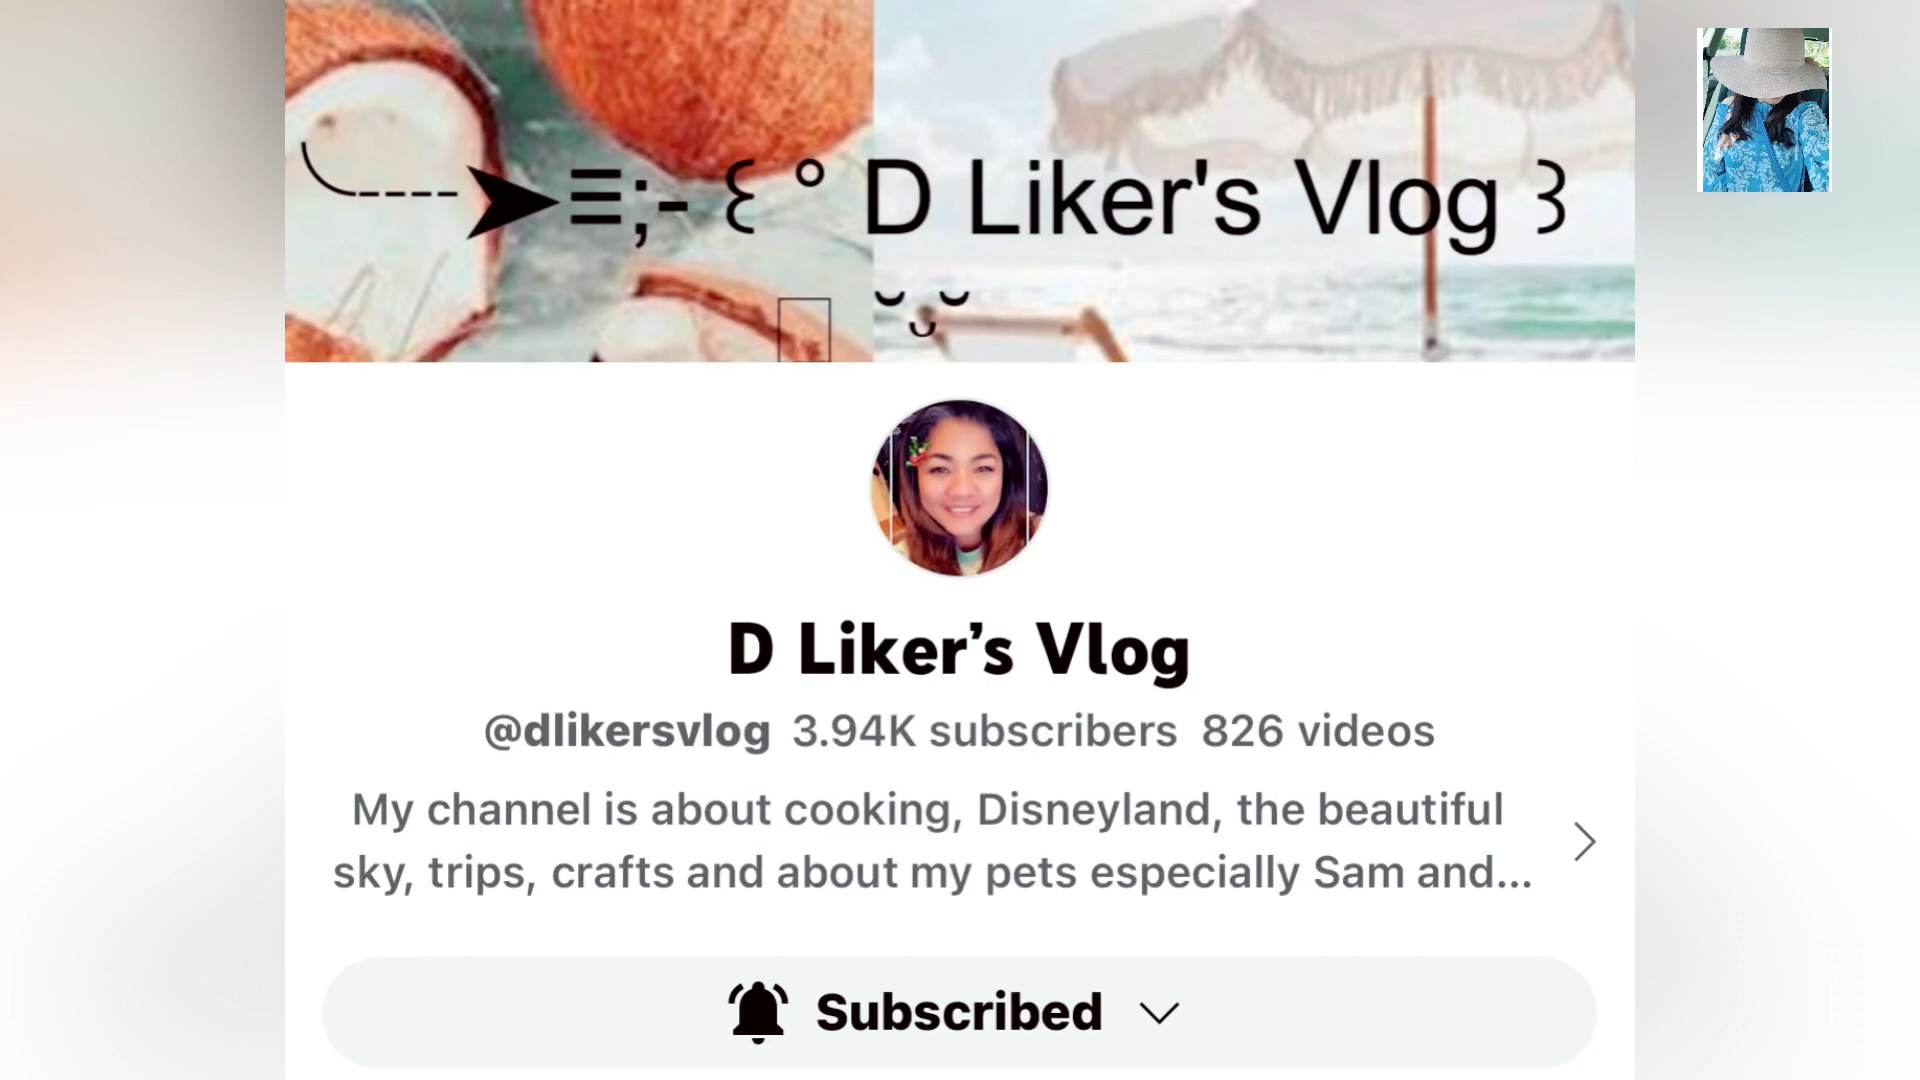 ╰┈➤☰;- ꒰ ° D Liker's Vlog ꒱
˘ ᴗ ˘
D Liker’s Vlog
@dlikersvlog 3.94K subscribers 826 videos
My channel is about cooking, Disneyland, the beautiful
sky, trips, crafts and about my pets especially Sam and...
Subscribed